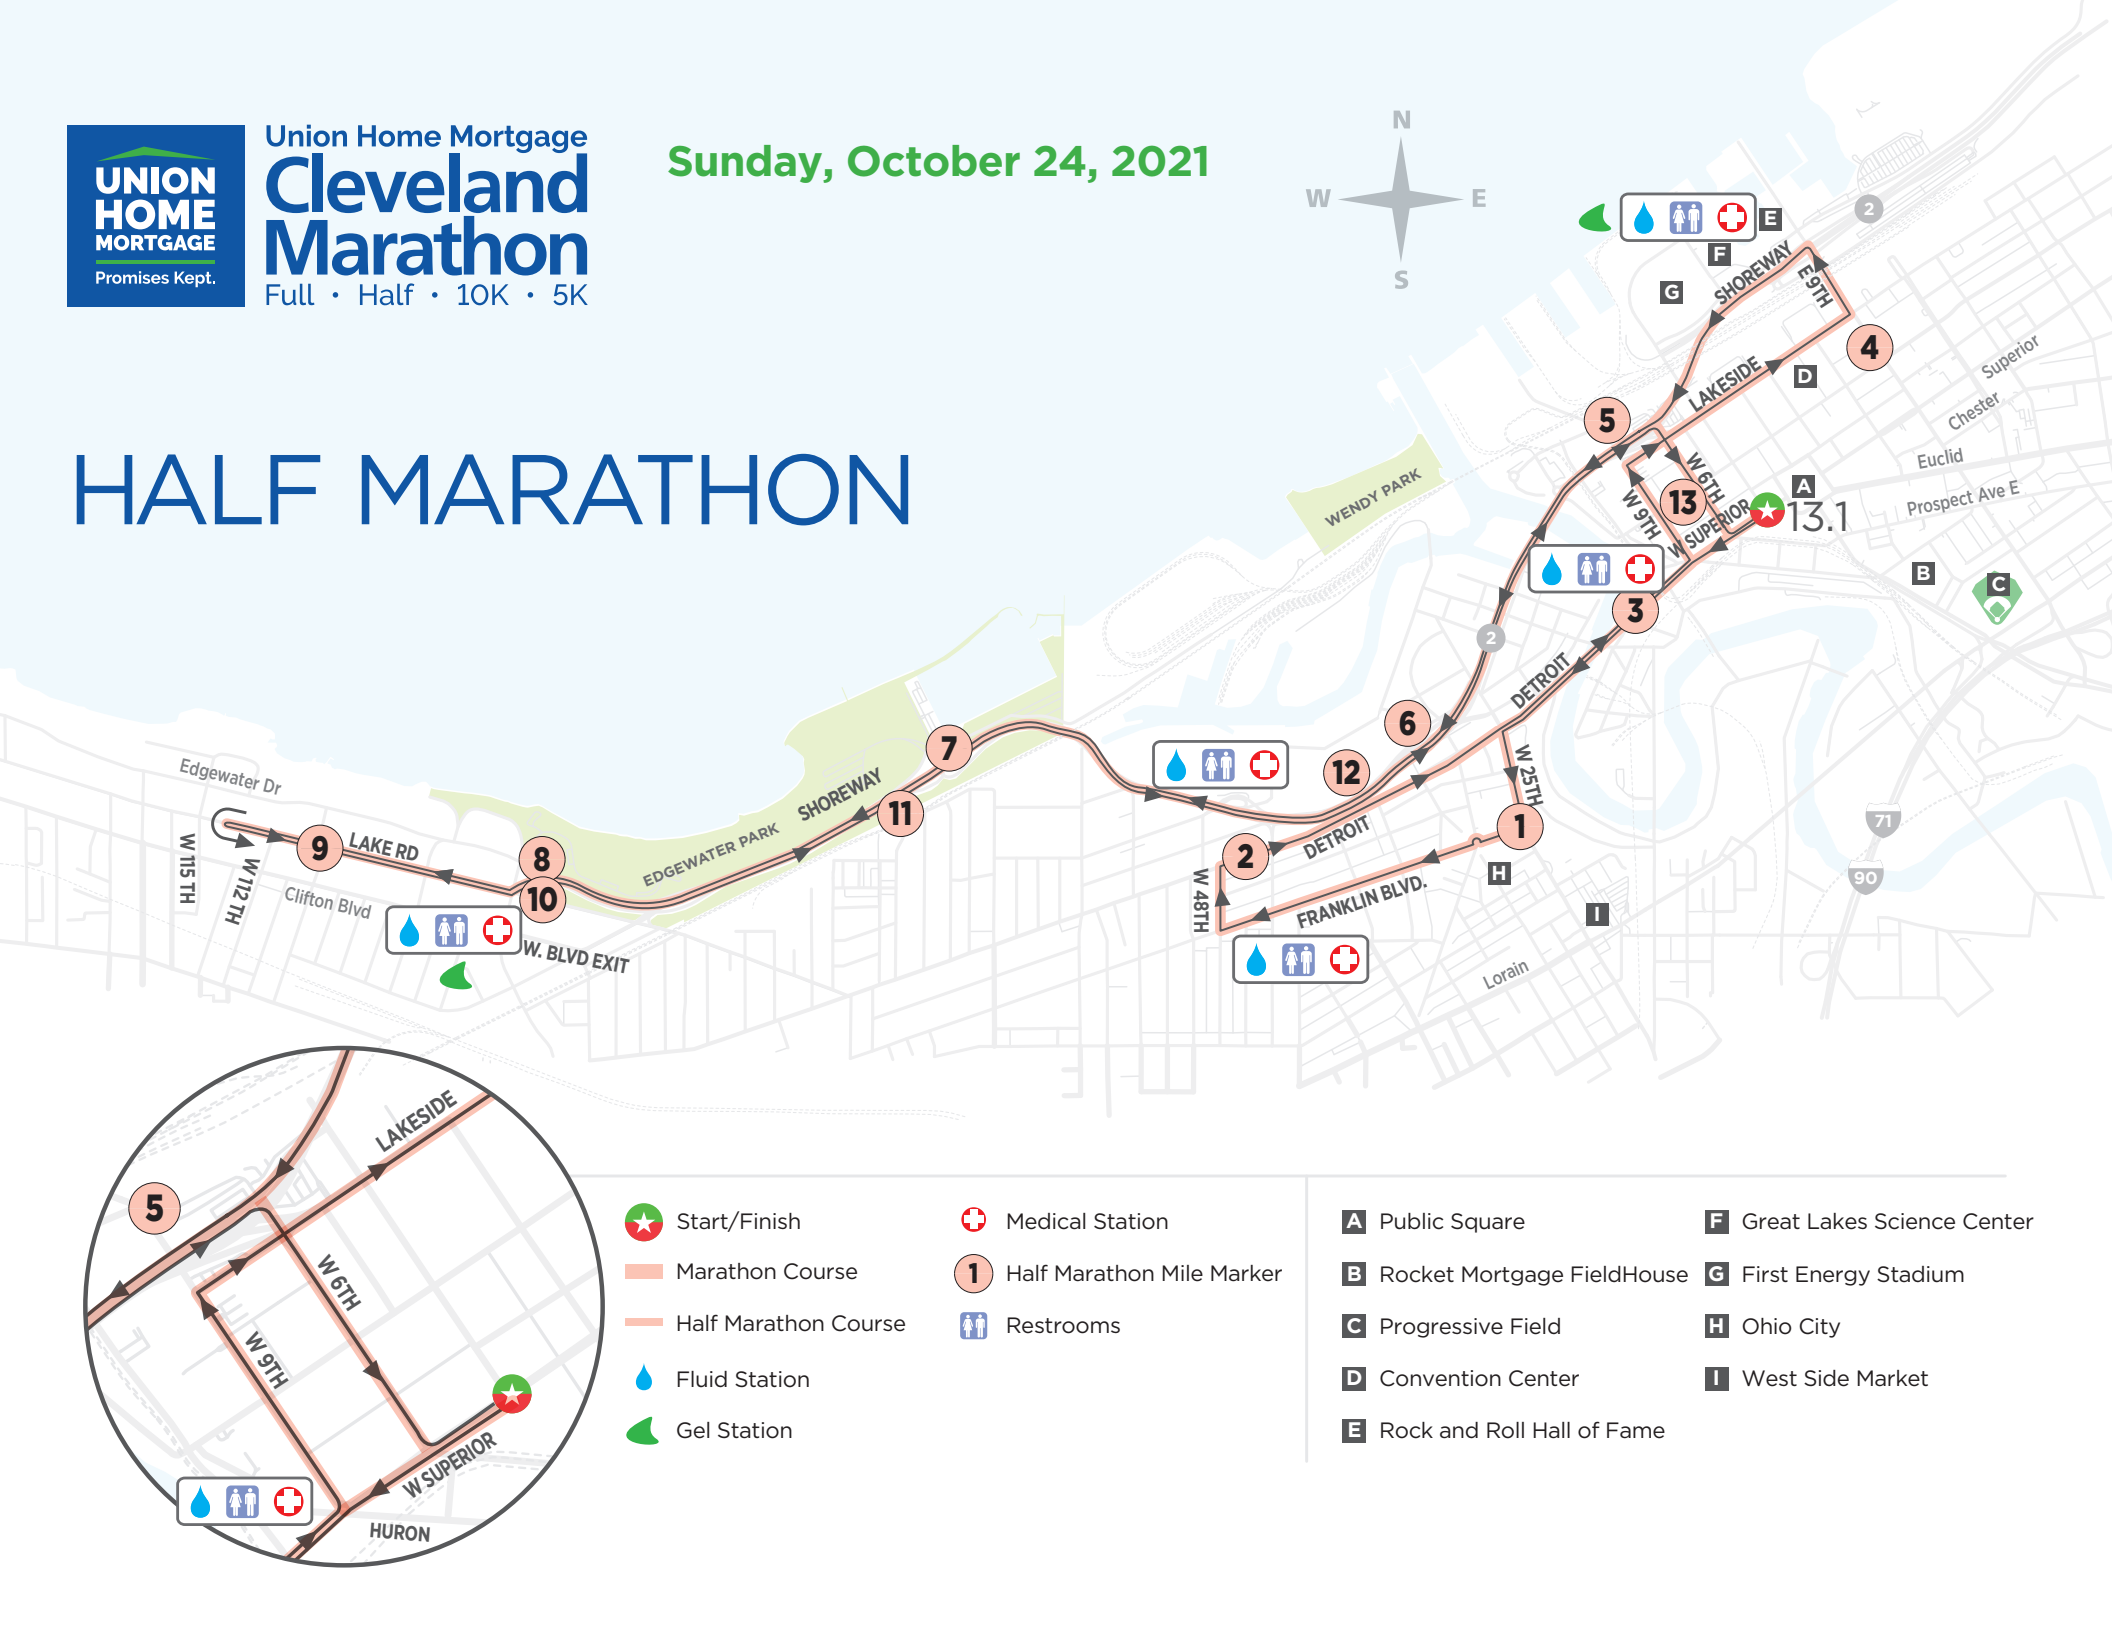 UNION
HOME
MORTGAGE
Promises Kept.
Union Home Mortgage
Cleveland
Marathon
Full • Half • 10K • 5K
Sunday, October 24, 2021
N
W E
S
HALF MARATHON
2
E
F
G
SHOREWAY
E 9TH
4
D
LAKESIDE
Superior
Chester
Euclid
Prospect Ave E
5
W 6TH
A
13
13.1
W 9TH
W SUPERIOR
WENDY PARK
B
C
3
2
DETROIT
6
W 25TH
12
7
SHOREWAY
11
EDGEWATER PARK
Edgewater Dr
W 115 TH
W 112 TH
9
LAKE RD
Clifton Blvd
8
10
W. BLVD EXIT
1
2
DETROIT
W 48TH
FRANKLIN BLVD.
H
I
Lorain
71
90
LAKESIDE
5
W 6TH
W 9TH
W SUPERIOR
HURON
Start/Finish
Marathon Course
Half Marathon Course
Fluid Station
Gel Station
Medical Station
1 Half Marathon Mile Marker
Restrooms
A Public Square
B Rocket Mortgage FieldHouse
C Progressive Field
D Convention Center
E Rock and Roll Hall of Fame
F Great Lakes Science Center
G First Energy Stadium
H Ohio City
I West Side Market